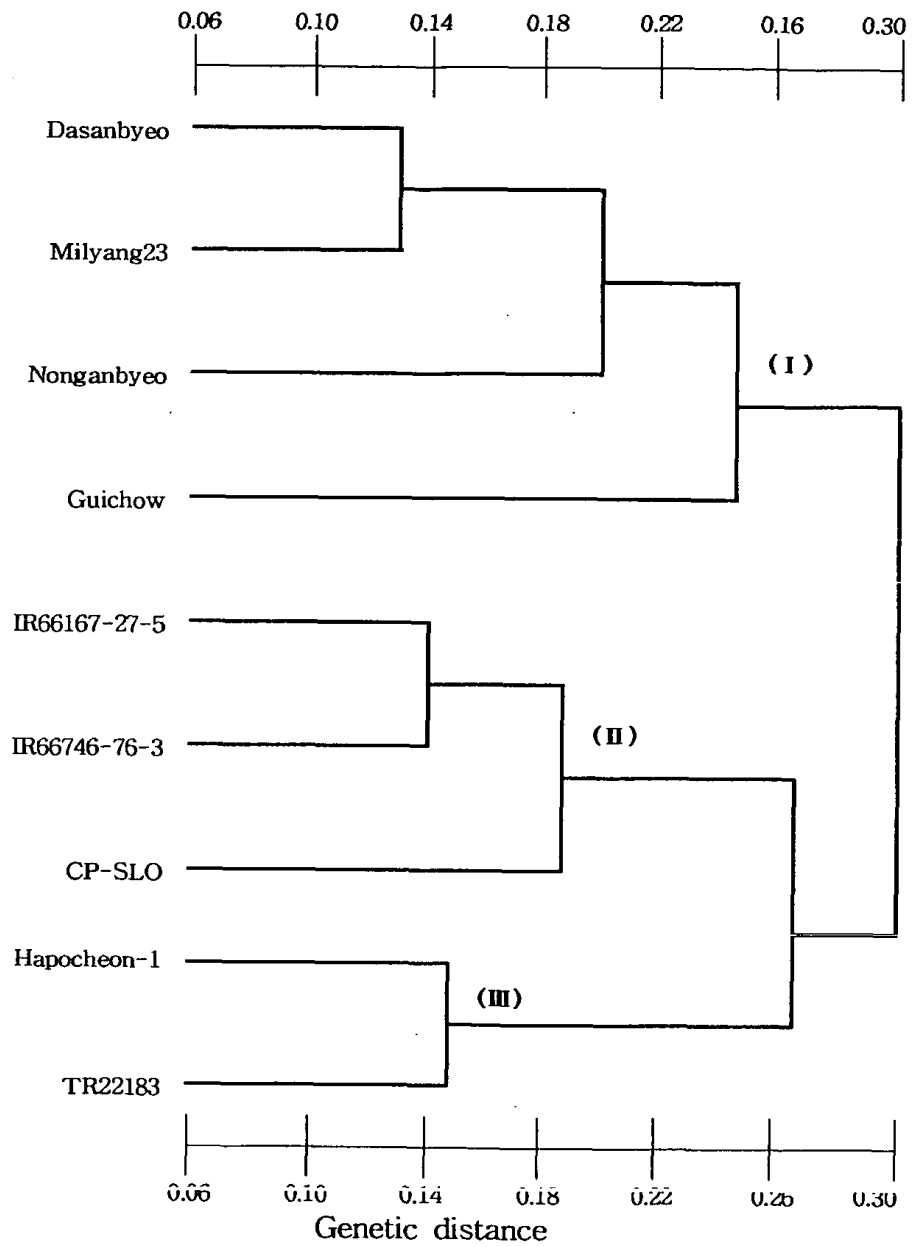 0.06 0.10 0.14 0.18 0.22 0.16 0.30
Dasanbyeo
Milyang23
Nonganbyeo
(I)
Guichow
IR66167-27-5
IR66746-76-3
(II)
CP-SLO
Hapocheon-1
(III)
TR22183
0.06 0.10 0.14 0.18 0.22 0.26 0.30
Genetic distance